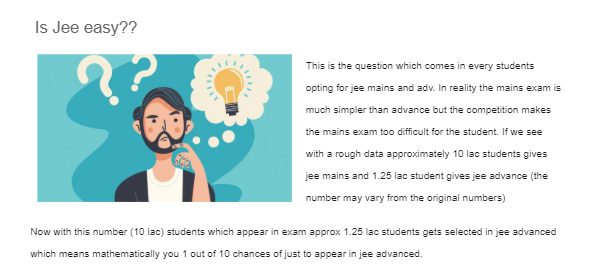 Is Jee easy??
This is the question which comes in every students
opting for jee mains and adv. In reality the mains exam is
much simpler than advance but the competition makes
the mains exam too difficult for the student. If we see
with a rough data approximately 10 lac students gives
jee mains and 1.25 lac student gives jee advance (the
number may vary from the original numbers)
Now with this number (10 lac) students which appear in exam approx 1.25 lac students gets selected in jee advanced
which means mathematically you 1 out of 10 chances of just to appear in jee advanced.